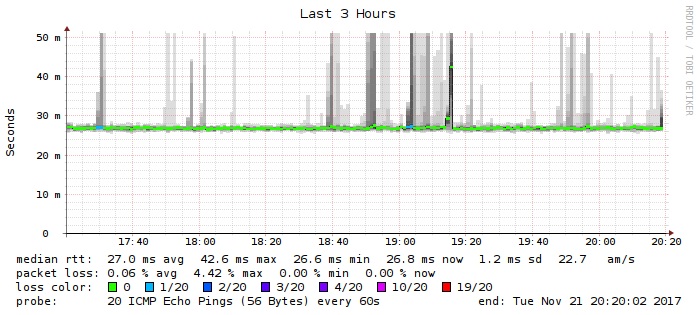 Last 3 Hours
RRDTOOL / TOBI OETIKER
Seconds
50 m
40 m
30 m
20 m
10 m
0
17:40 18:00 18:20 18:40 19:00 19:20 19:40 20:00 20:20
median rtt: 27.0 ms avg 42.6 ms max 26.6 ms min 26.8 ms now 1.2 ms sd 22.7 am/s
packet loss: 0.06 % avg 4.42 % max 0.00 % min 0.00 % now
loss color: 0 1/20 2/20 3/20 4/20 10/20 19/20
probe: 20 ICMP Echo Pings (56 Bytes) every 60s end: Tue Nov 21 20:20:02 2017